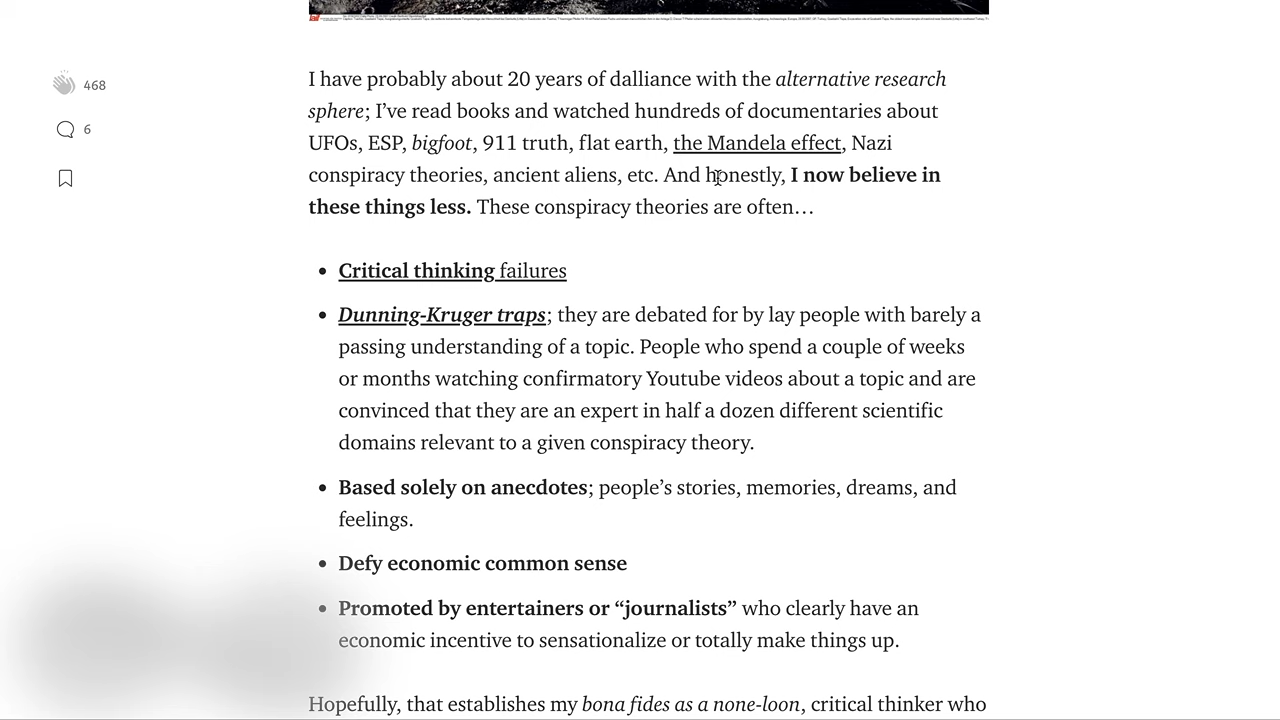 468
6
I have probably about 20 years of dalliance with the alternative research
sphere; I’ve read books and watched hundreds of documentaries about
UFOs, ESP, bigfoot, 911 truth, flat earth, the Mandela effect, Nazi
conspiracy theories, ancient aliens, etc. And honestly, I now believe in
these things less. These conspiracy theories are often…
• Critical thinking failures
• Dunning-Kruger traps; they are debated for by lay people with barely a
passing understanding of a topic. People who spend a couple of weeks
or months watching confirmatory Youtube videos about a topic and are
convinced that they are an expert in half a dozen different scientific
domains relevant to a given conspiracy theory.
• Based solely on anecdotes; people’s stories, memories, dreams, and
feelings.
• Defy economic common sense
• Promoted by entertainers or “journalists” who clearly have an
economic incentive to sensationalize or totally make things up.
Hopefully, that establishes my bona fides as a none-loon, critical thinker who